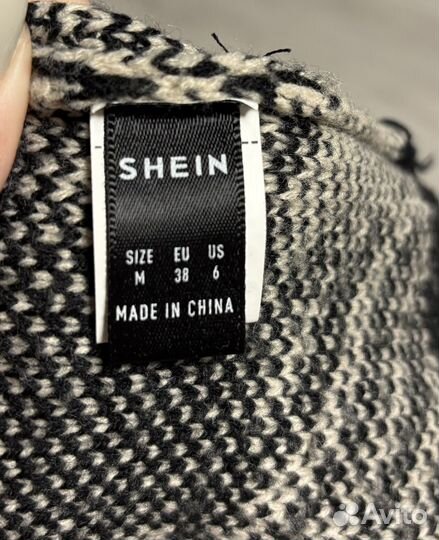 SHEIN
SIZE EU US
M 38 6
MADE IN CHINA
Avito